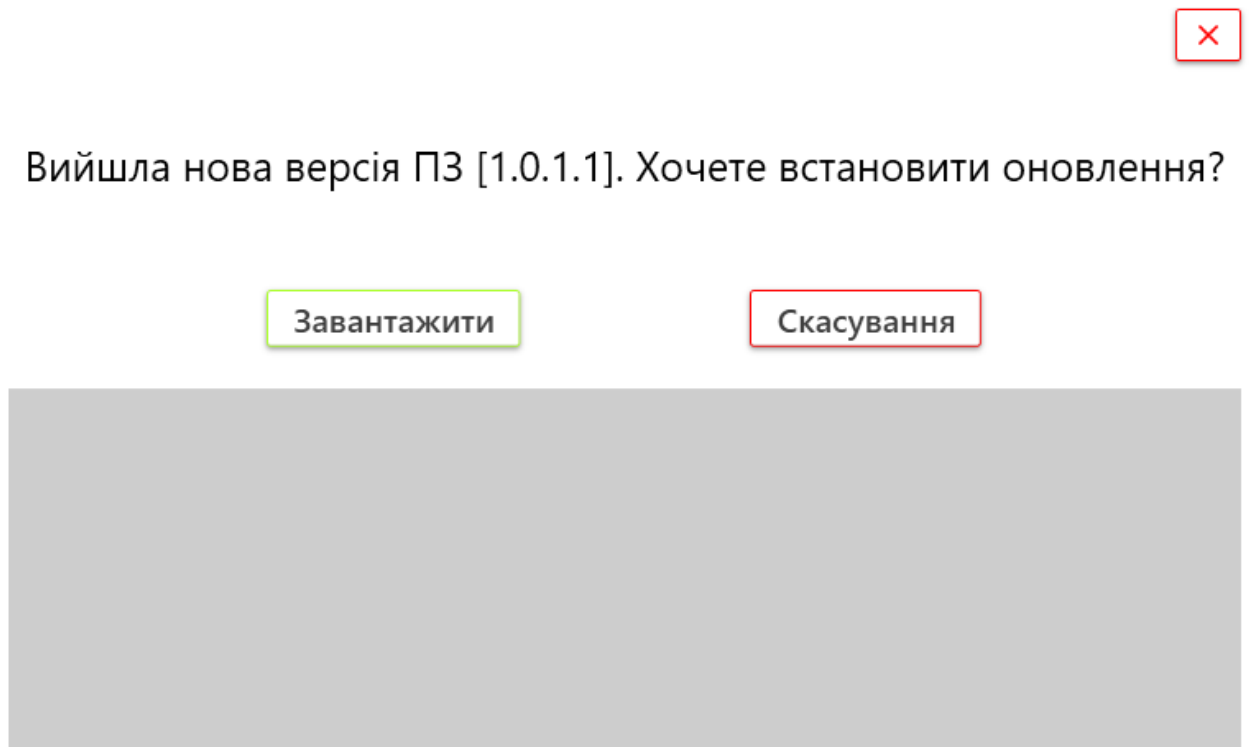 Вийшла нова версія ПЗ [1.0.1.1]. Хочете встановити оновлення?
Завантажити
Скасування